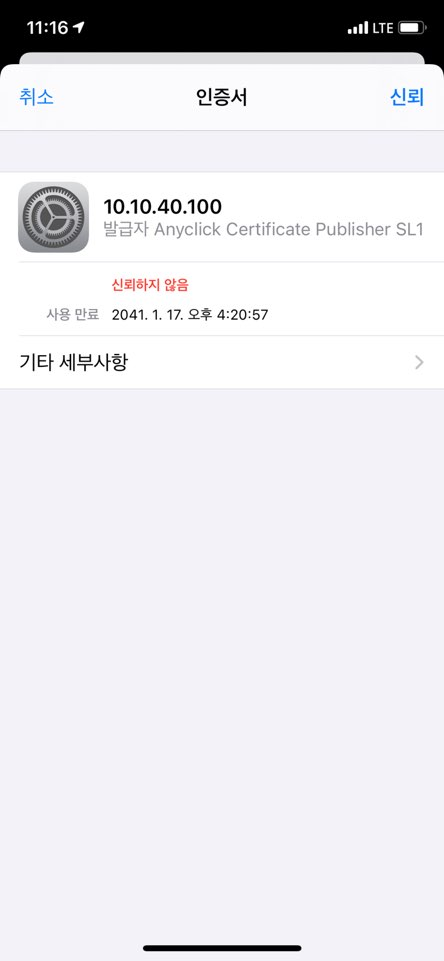 11:16 LTE
취소 인증서 신뢰
10.10.40.100
발급자 Anyclick Certificate Publisher SL1
신뢰하지 않음
사용 만료 2041. 1. 17. 오후 4:20:57
기타 세부사항